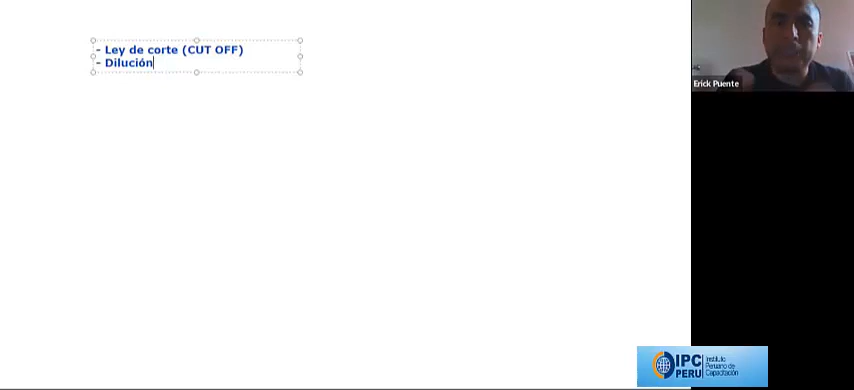 - Ley de corte (CUT OFF)
- Dilución
Erick Puente
IPC
PERU
Instituto
Peruano de
Capacitación